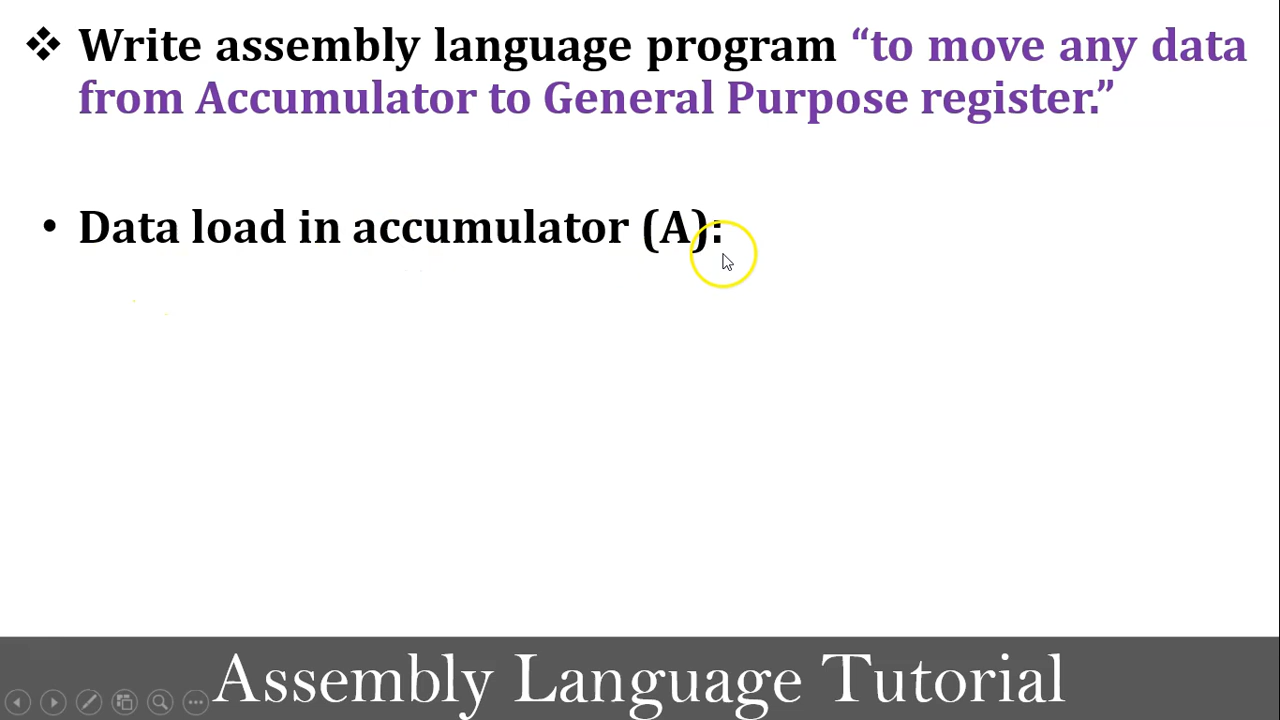 ❖ Write assembly language program “to move any data
from Accumulator to General Purpose register.”
• Data load in accumulator (A):
Assembly Language Tutorial